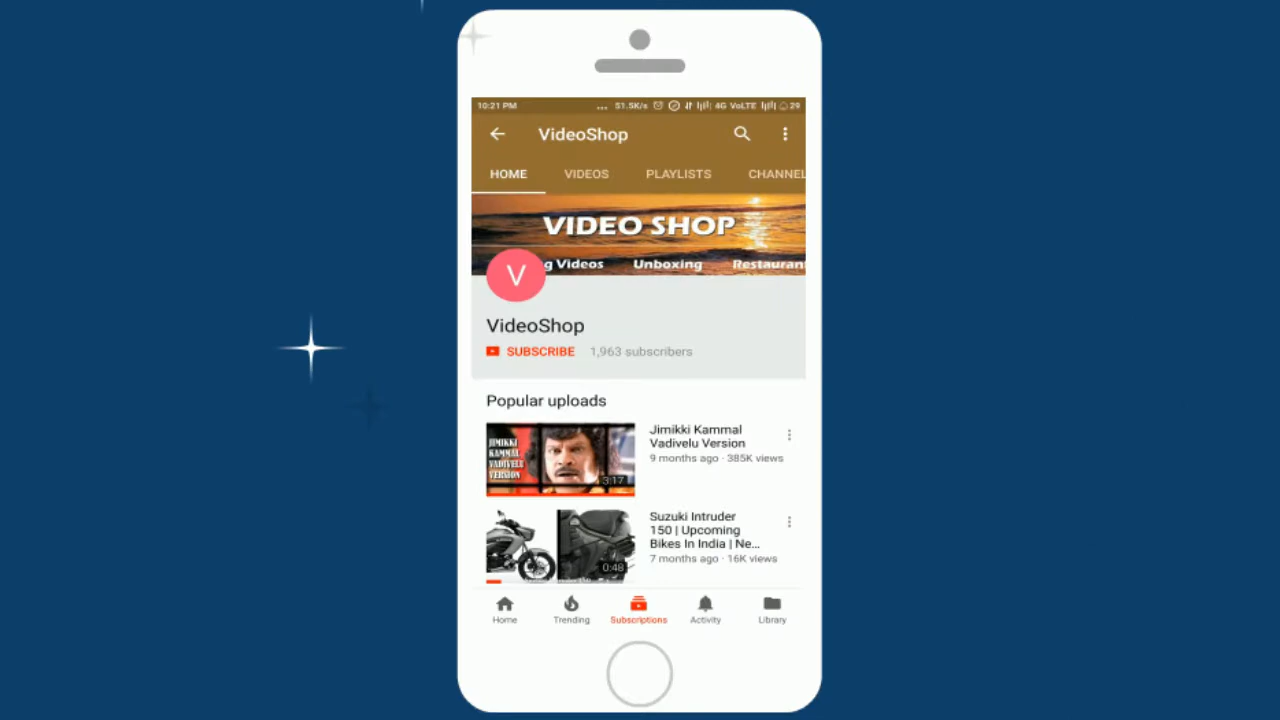 10:21 PM ... 51.5K/s 4G VoLTE 29
VideoShop
HOME VIDEOS PLAYLISTS CHANNEL
VIDEO SHOP
g Videos Unboxing Restauran
V
VideoShop
SUBSCRIBE 1,963 subscribers
Popular uploads
JIMIKKI
KAMMAL
VADIVELU
VERSION
3:17
Jimikki Kammal
Vadivelu Version
9 months ago · 385K views
0:48
Suzuki Intruder
150 | Upcoming
Bikes In India | Ne...
7 months ago · 16K views
Home Trending Subscriptions Activity Library